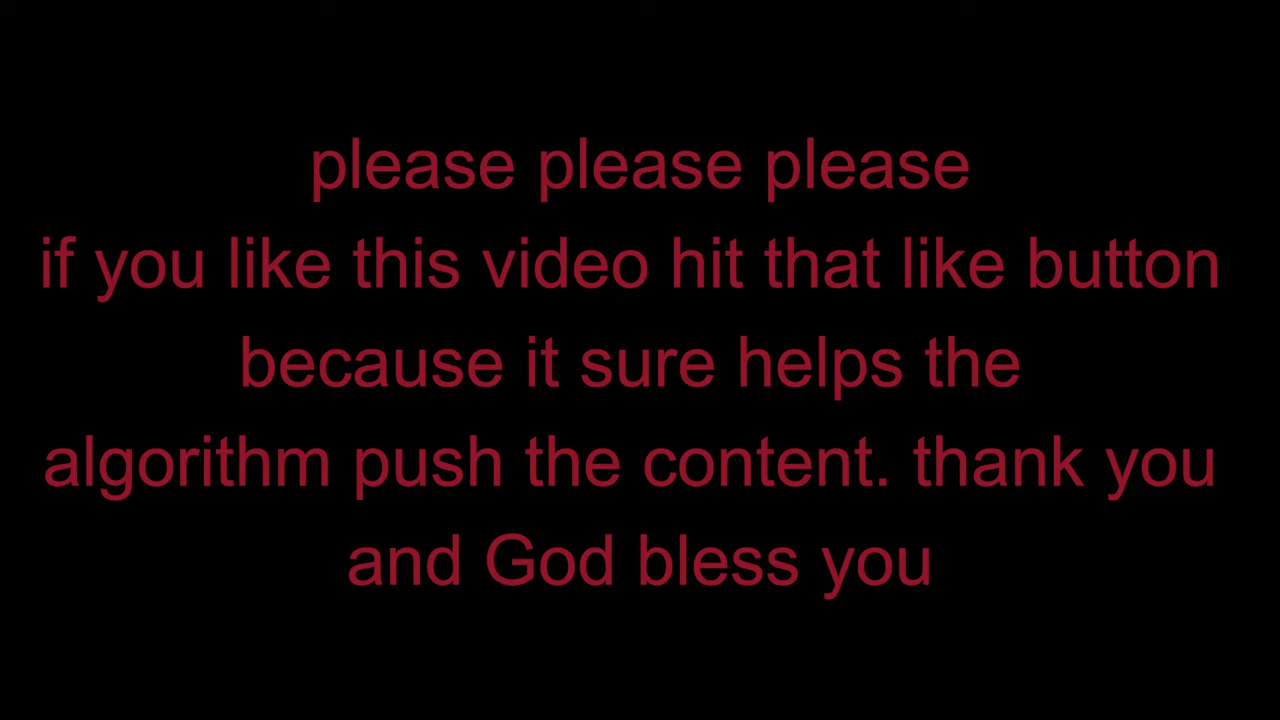 please please please
if you like this video hit that like button
because it sure helps the
algorithm push the content. thank you
and God bless you